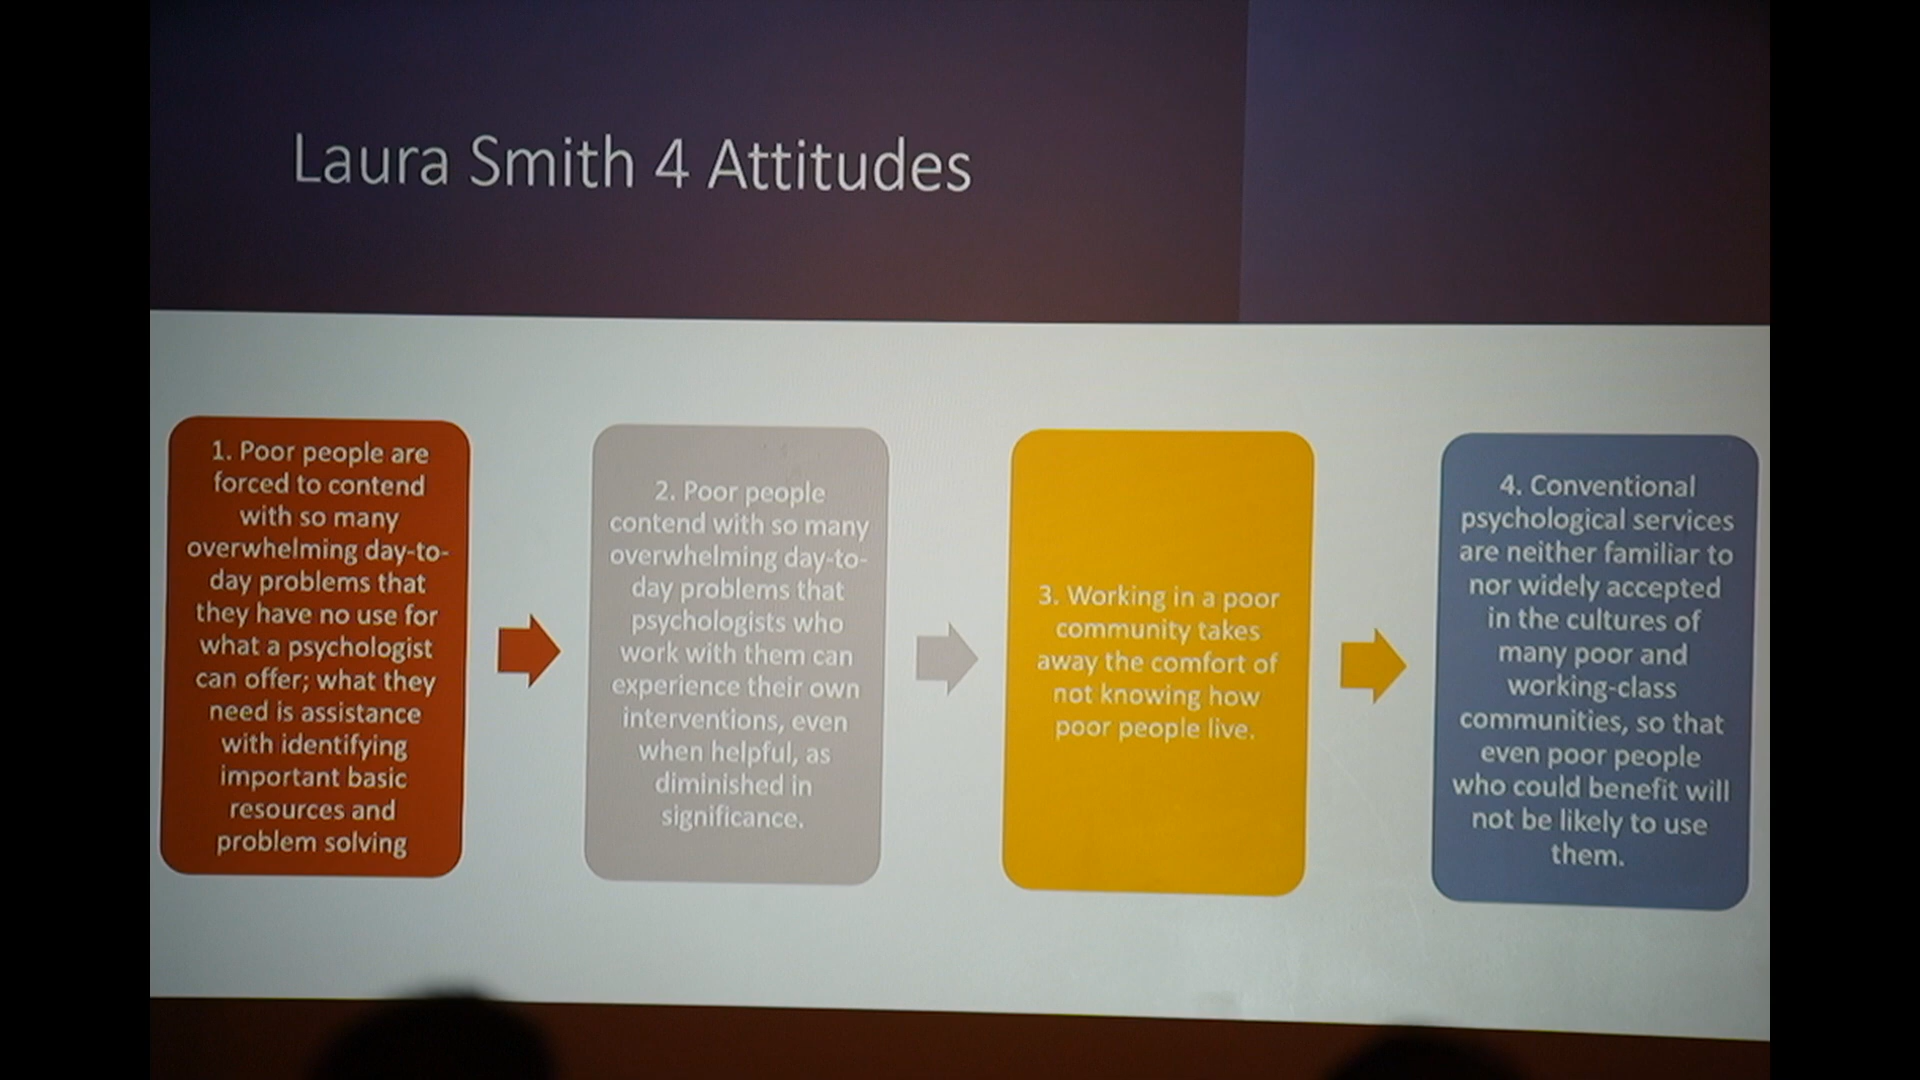 Laura Smith 4 Attitudes
1. Poor people are
forced to contend
with so many
overwhelming day-to-
day problems that
they have no use for
what a psychologist
can offer; what they
need is assistance
with identifying
important basic
resources and
problem solving
2. Poor people
contend with so many
overwhelming day-to-
day problems that
psychologists who
work with them can
experience their own
interventions, even
when helpful, as
diminished in
significance.
3. Working in a poor
community takes
away the comfort of
not knowing how
poor people live.
4. Conventional
psychological services
are neither familiar to
nor widely accepted
in the cultures of
many poor and
working-class
communities, so that
even poor people
who could benefit will
not be likely to use
them.